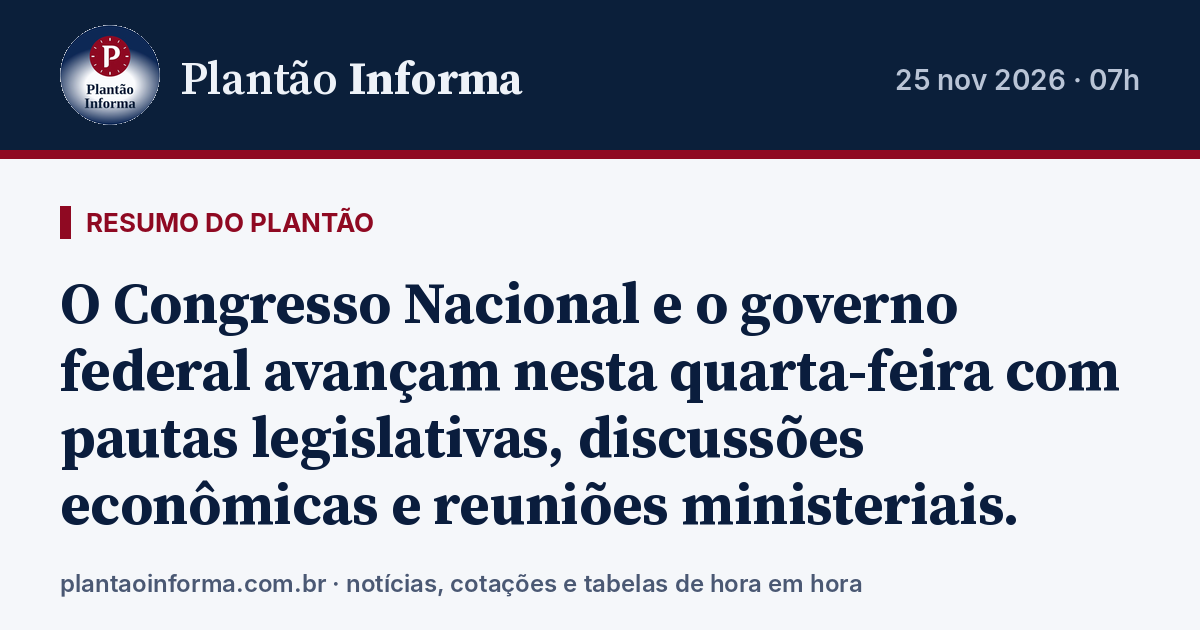 P
Plantão
Informa
Plantão Informa
25 nov 2026 · 07h
RESUMO DO PLANTÃO
O Congresso Nacional e o governo
federal avançam nesta quarta-feira com
pautas legislativas, discussões
econômicas e reuniões ministeriais.
plantaoinforma.com.br · notícias, cotações e tabelas de hora em hora